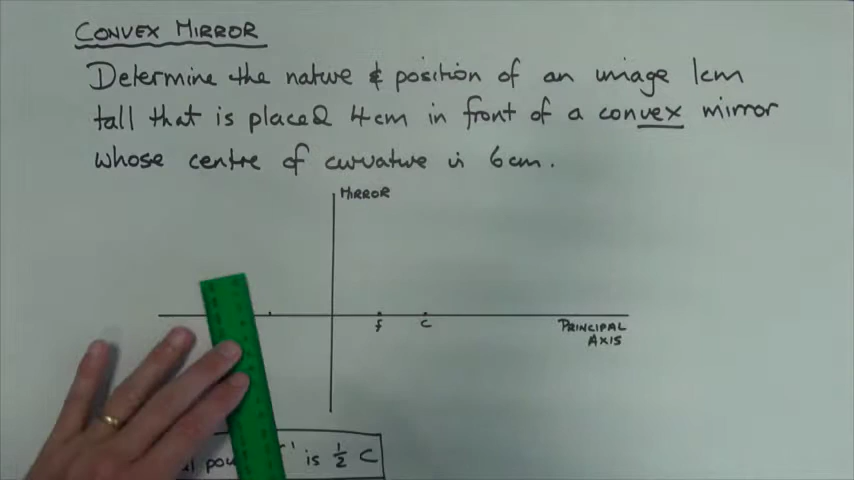 CONVEX MIRROR
Determine the nature & position of an image 1cm
tall that is placed 4cm in front of a convex mirror
whose centre of curvature is 6cm.
MIRROR
f C
PRINCIPAL
AXIS
is ½ C